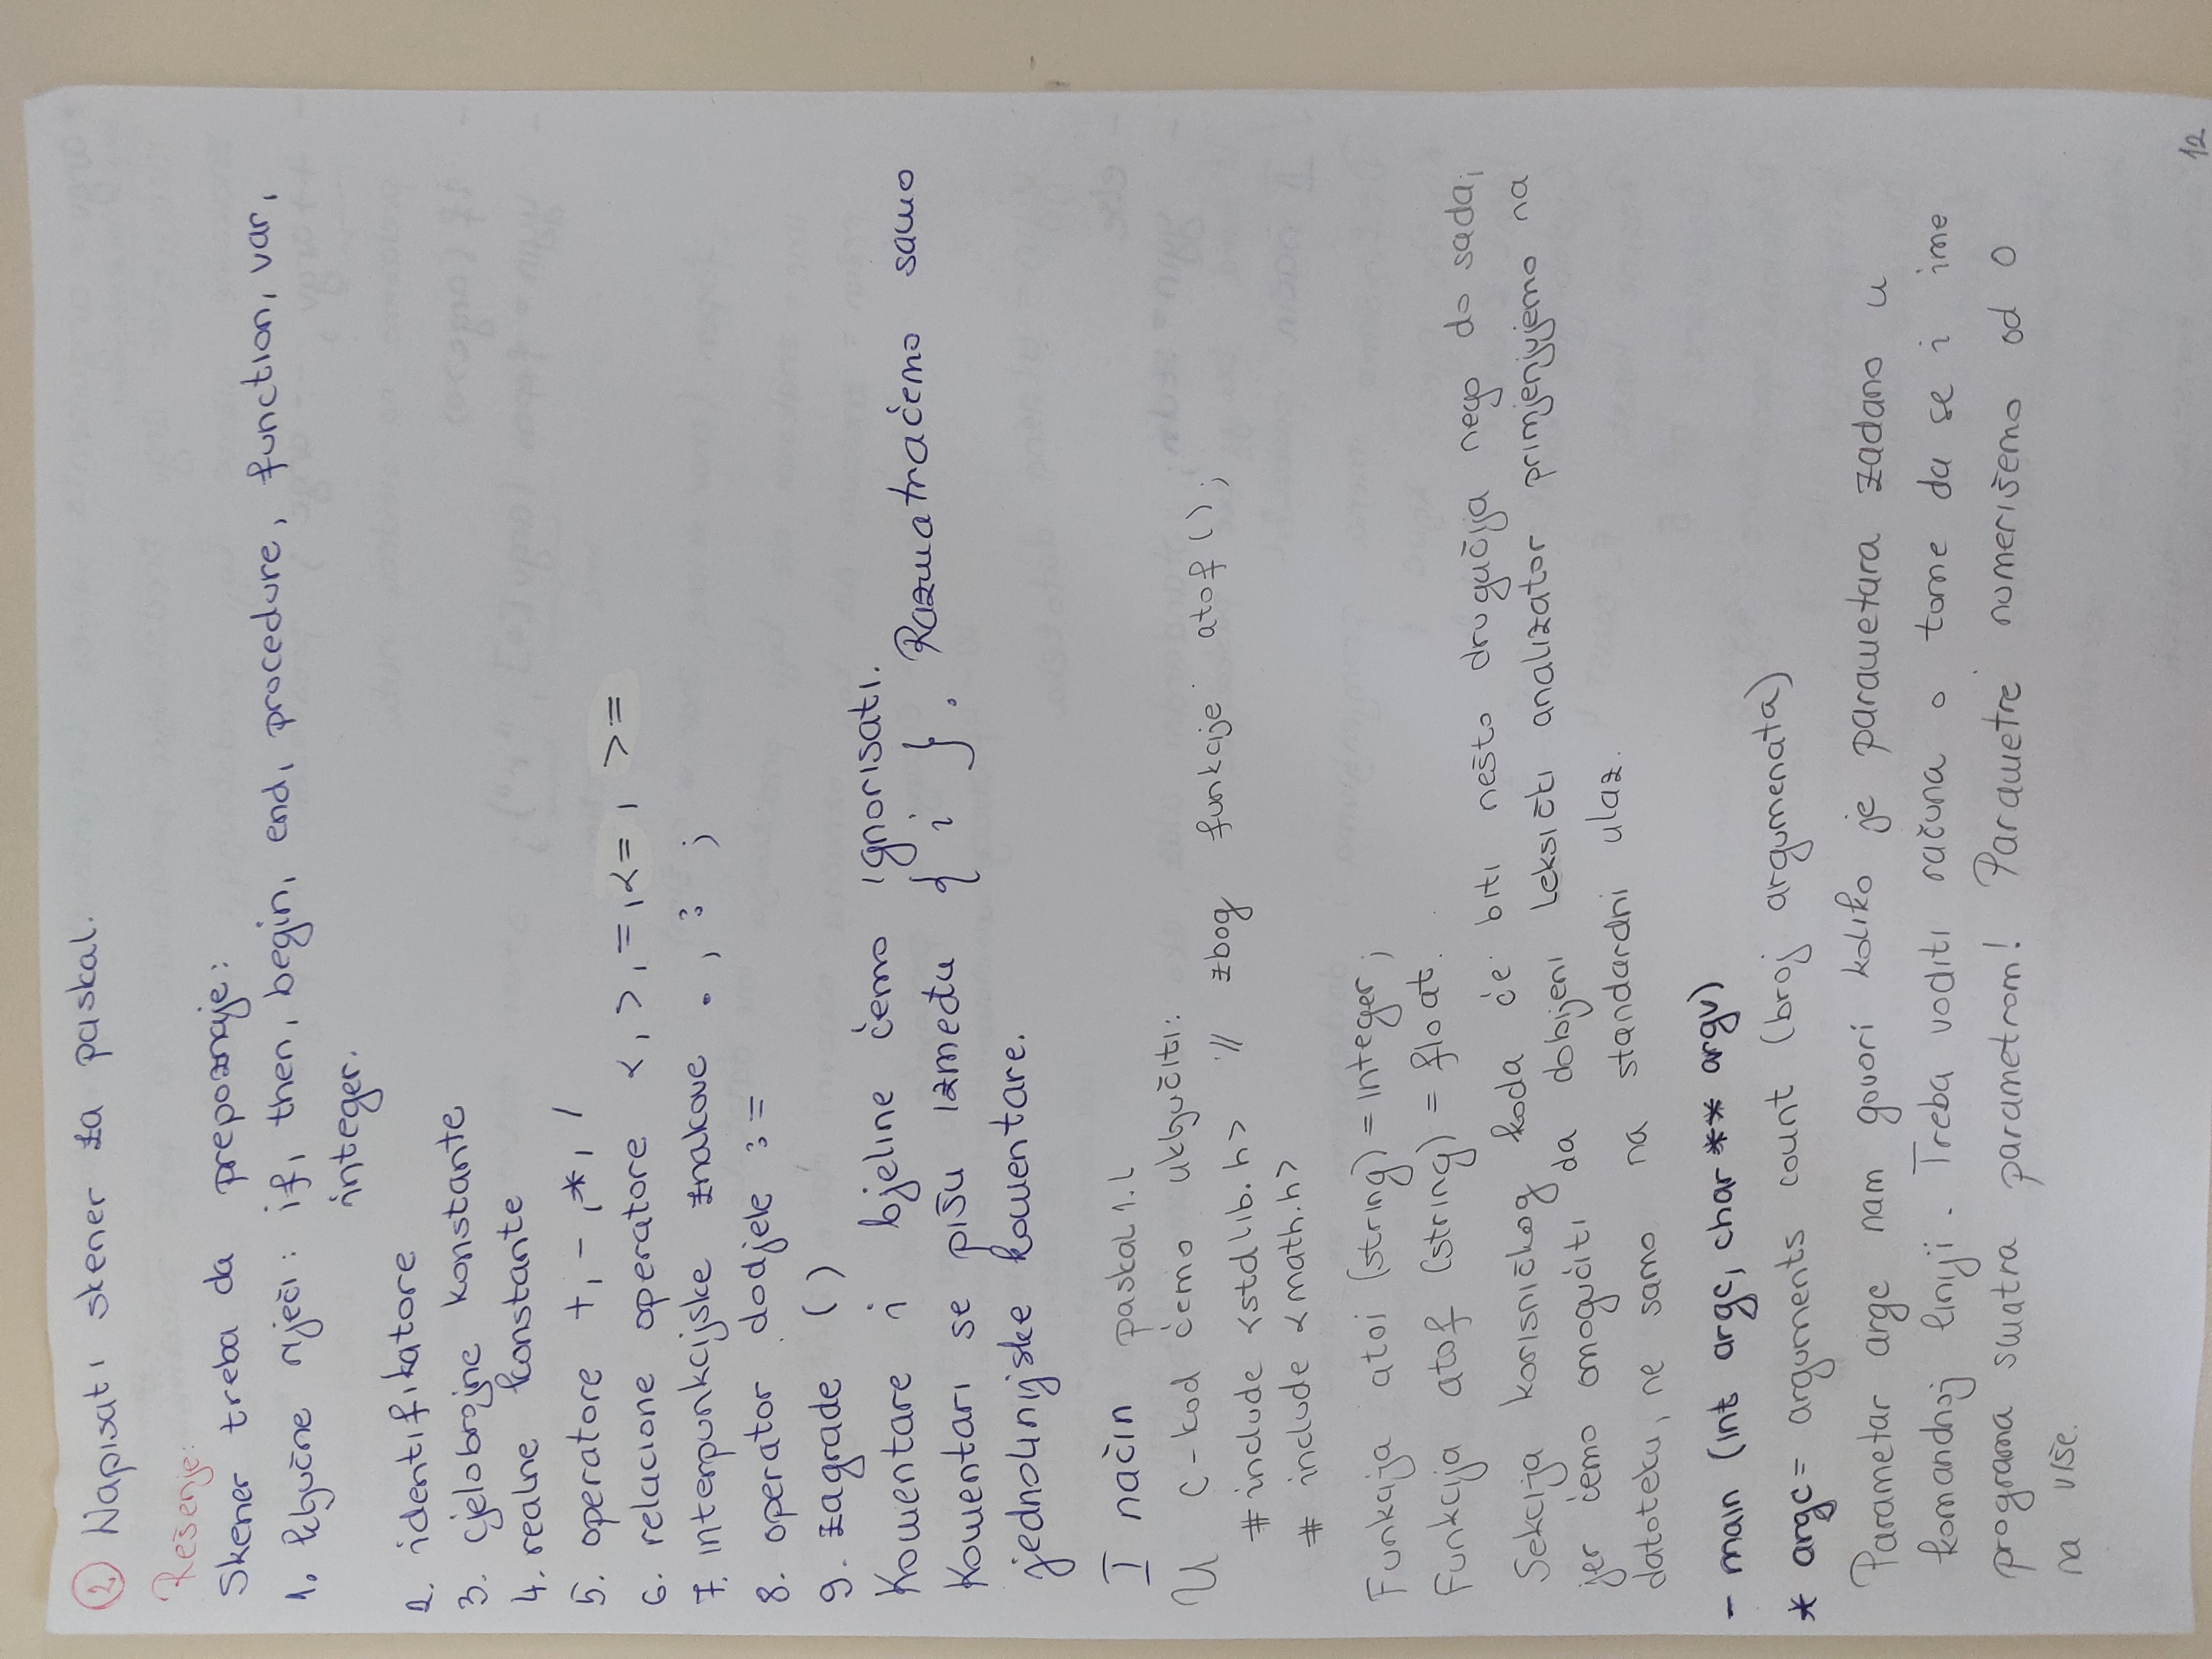 2 Napisati skener za paskal.
Rešenje:
Skener treba da prepoznaje:
1. ključne riječi: if, then, begin, end, procedure, function, var,
integer.
2. identifikatore
3. cjelobrojne konstante
4. realne konstante
5. operatore +, -, *, /
6. relacione operatore <, >, =, <=, >=
7. interpunkcijske znakove . , : ;
8. operator dodjele :=
9. zagrade ( )
Komentare i bjeline ćemo ignorisati.
Komentari se pišu između { i }. Razmatraćemo samo
jednolinijske komentare.
I način paskal1.l
U C-kod ćemo uključiti:
#include <stdlib.h> // zbog funkcije atof();
# include <math.h>
Funkcija atoi (string) = integer;
Funkcija atof (string) = float.
Sekcija korisničkog koda će biti nešto drugačija nego do sada,
jer ćemo omogućiti da dobijeni leksički analizator primjenjujemo na
datoteku, ne samo na standardni ulaz.
- main (int argc, char ** argv)
* argc = arguments count (broj argumenata)
Parametar argc nam govori koliko je parametara zadano u
komandnoj liniji. Treba voditi računa o tome da se i ime
programa smatra parametrom! Parametre numerišemo od 0
na više.
12